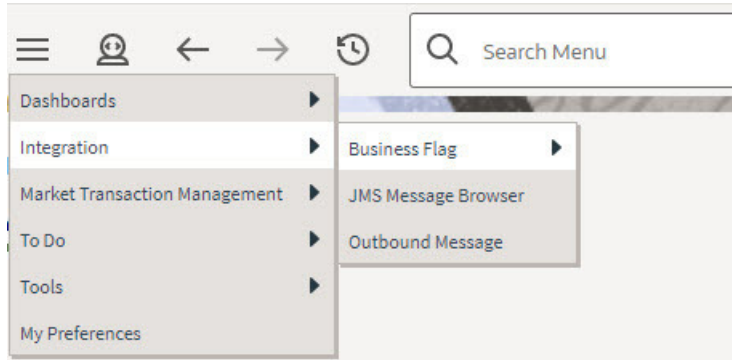 Search Menu
Dashboards
Integration
Market Transaction Management
To Do
Tools
My Preferences
Business Flag
JMS Message Browser
Outbound Message